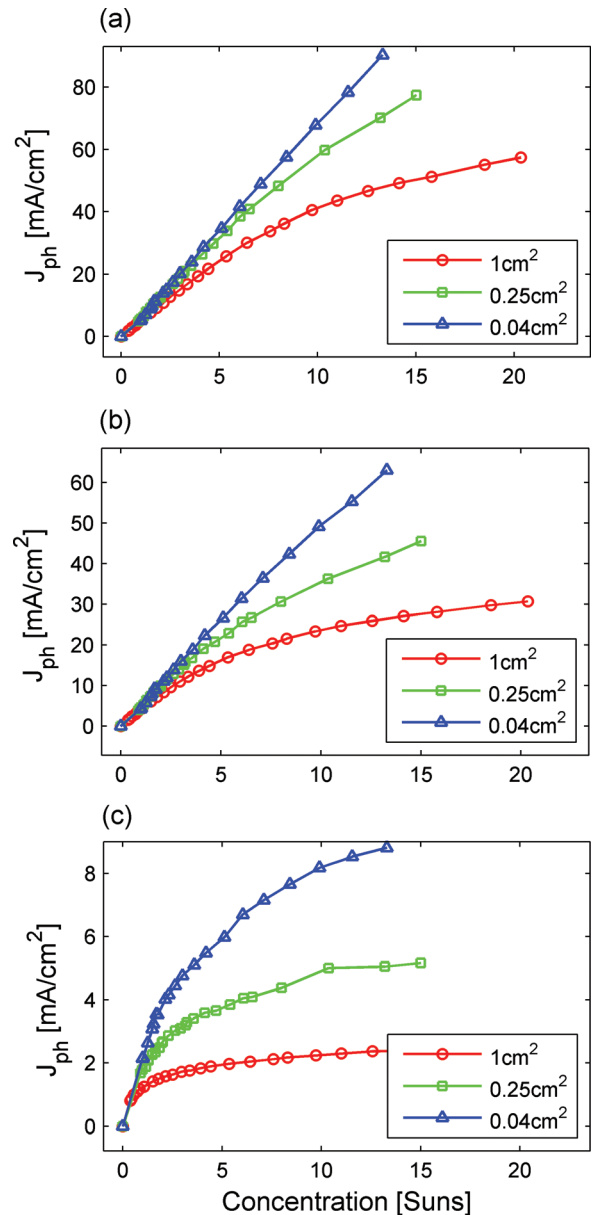 (a)
80
60
40
20
0
J_ph [mA/cm²]
1cm²
0.25cm²
0.04cm²
0 5 10 15 20
(b)
60
50
40
30
20
10
0
J_ph [mA/cm²]
1cm²
0.25cm²
0.04cm²
0 5 10 15 20
(c)
8
6
4
2
0
J_ph [mA/cm²]
1cm²
0.25cm²
0.04cm²
0 5 10 15 20
Concentration [Suns]